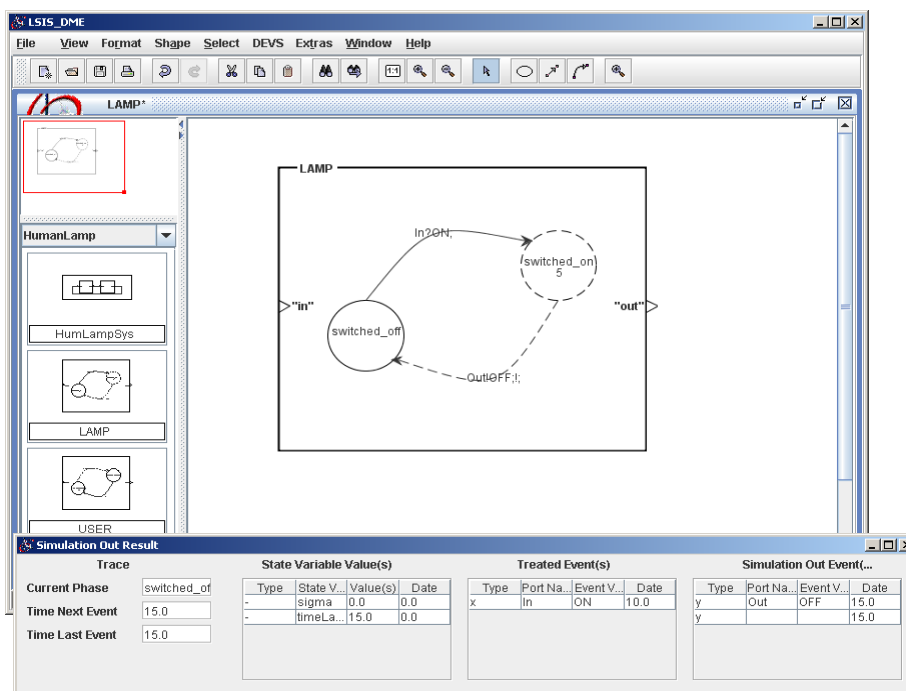 LSIS_DME
File View Format Shape Select DEVS Extras Window Help
1:1
LAMP*
HumanLamp
HumLampSys
LAMP
USER
LAMP
In?ON;
switched_on
5
"in"
"out"
switched_off
Out!OFF;!;
Simulation Out Result
Trace
Current Phase switched_of
Time Next Event 15.0
Time Last Event 15.0
State Variable Value(s)
Type State V... Value(s) Date
- sigma 0.0 0.0
- timeLa... 15.0 0.0
Treated Event(s)
Type Port Na... Event V... Date
x In ON 10.0
Simulation Out Event(...
Type Port Na... Event V... Date
y Out OFF 15.0
y 15.0